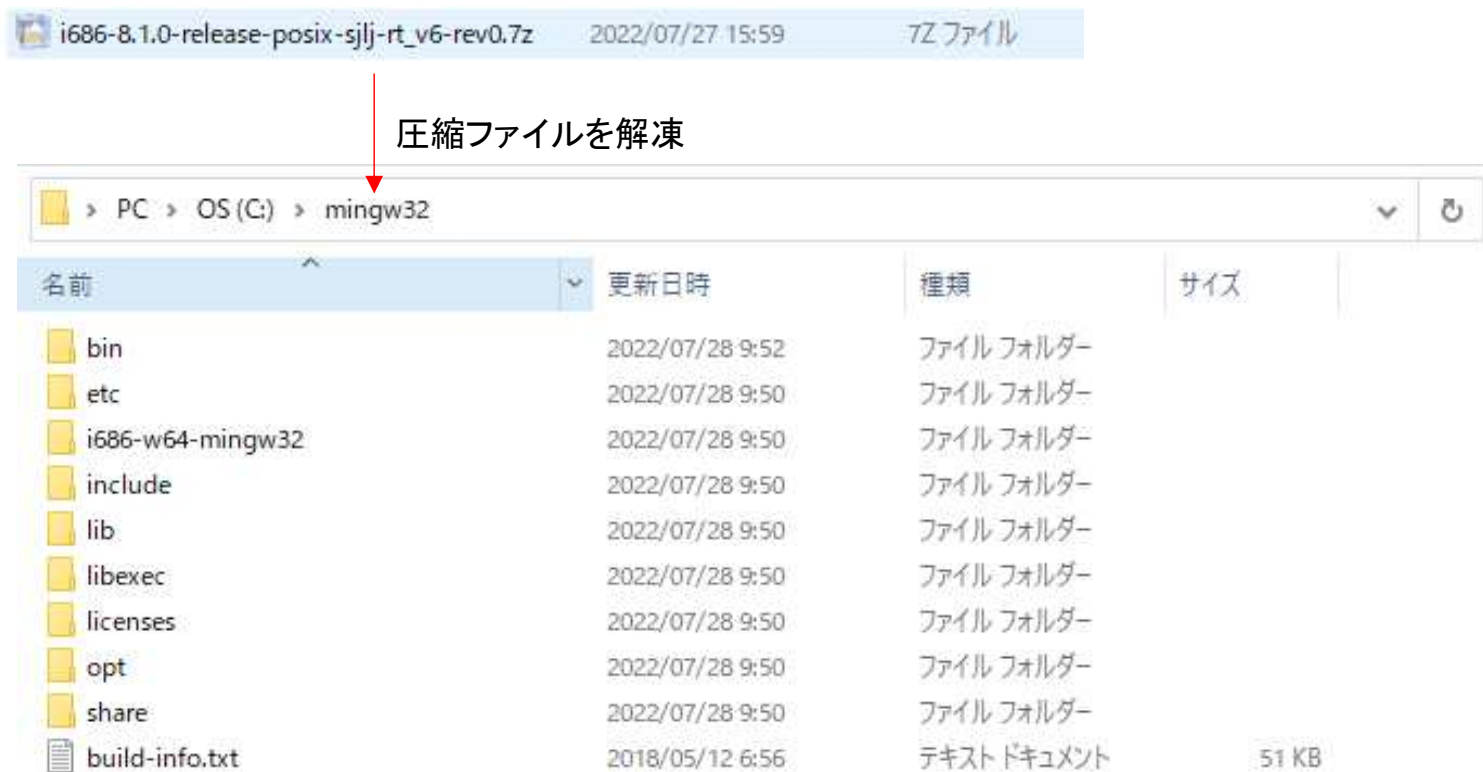 i686-8.1.0-release-posix-sjlj-rt_v6-rev0.7z 2022/07/27 15:59 7Z ファイル
圧縮ファイルを解凍
> PC > OS (C:) > mingw32
名前 更新日時 種類 サイズ
bin 2022/07/28 9:52 ファイル フォルダー
etc 2022/07/28 9:50 ファイル フォルダー
i686-w64-mingw32 2022/07/28 9:50 ファイル フォルダー
include 2022/07/28 9:50 ファイル フォルダー
lib 2022/07/28 9:50 ファイル フォルダー
libexec 2022/07/28 9:50 ファイル フォルダー
licenses 2022/07/28 9:50 ファイル フォルダー
opt 2022/07/28 9:50 ファイル フォルダー
share 2022/07/28 9:50 ファイル フォルダー
build-info.txt 2018/05/12 6:56 テキスト ドキュメント 51 KB